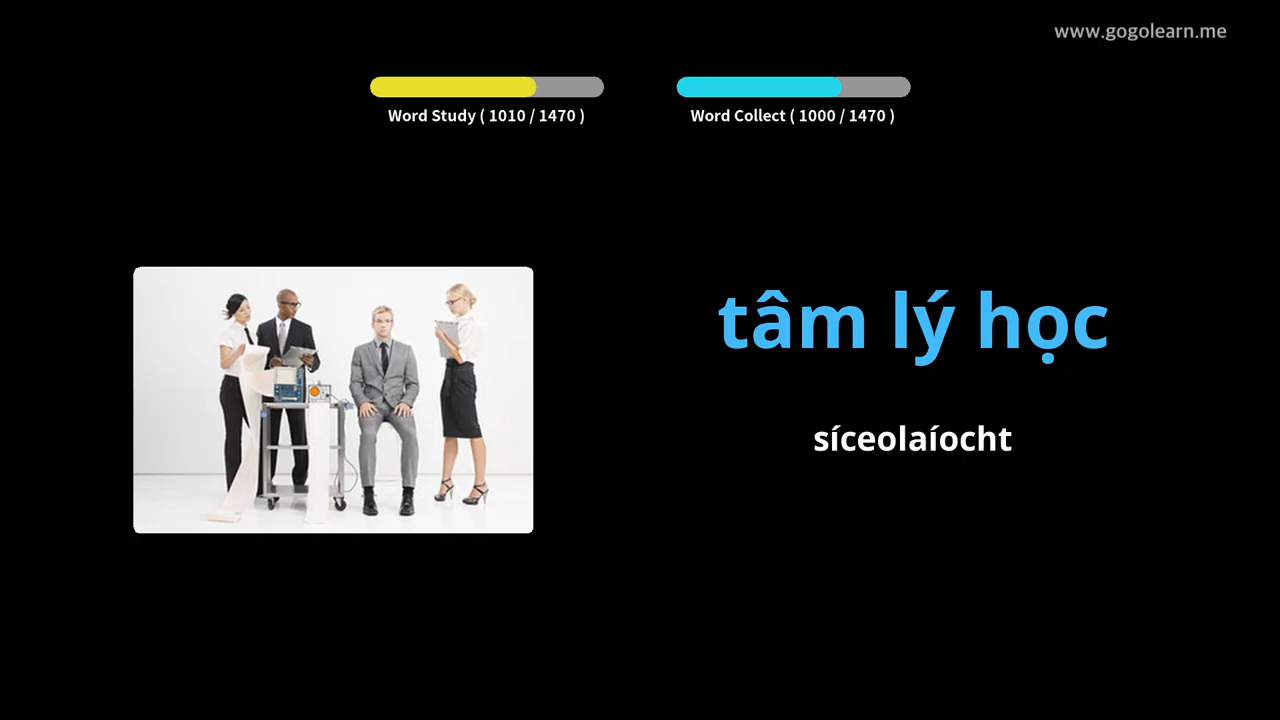 www.gogolearn.me
Word Study ( 1010 / 1470 )
Word Collect ( 1000 / 1470 )
tâm lý học
síceolaíocht